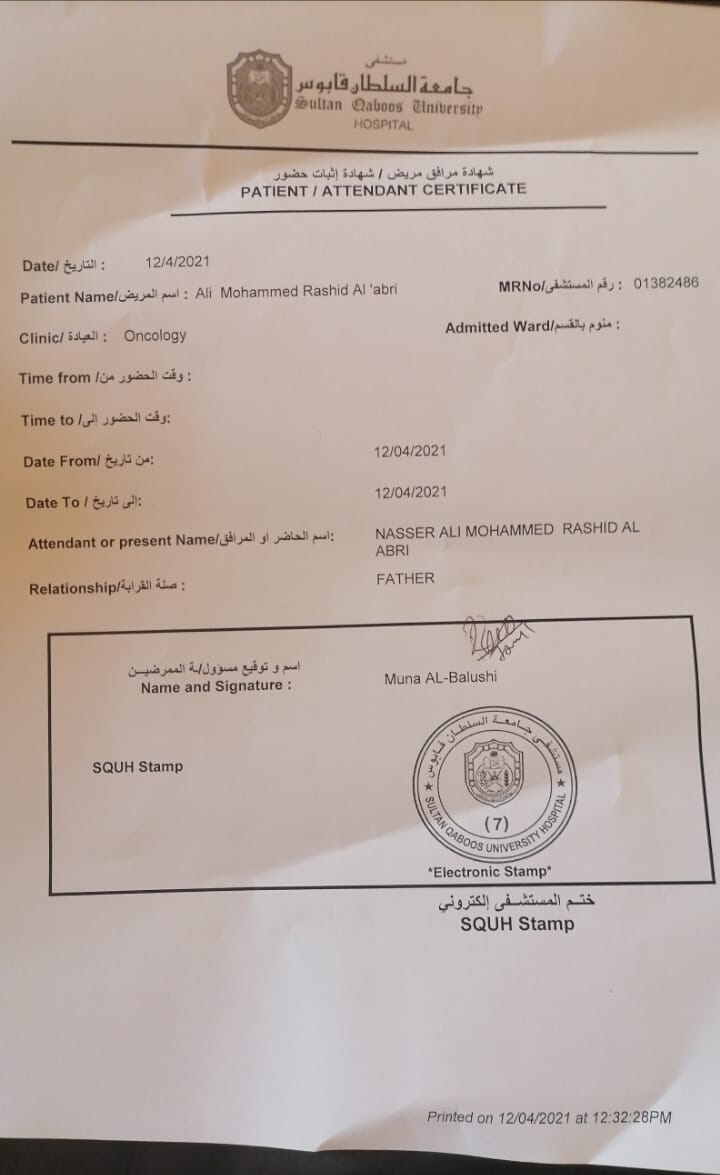 مستشفى
جامعة السلطان قابوس
Sultan Qaboos University
HOSPITAL
شهادة مرافق مريض / شهادة إثبات حضور
PATIENT / ATTENDANT CERTIFICATE
Date/ التاريخ : 12/4/2021
Patient Name/اسم المريض : Ali Mohammed Rashid Al 'abri MRNo/رقم المستشفى : 01382486
Clinic/ العيادة : Oncology Admitted Ward/منوم بالقسم :
Time from /وقت الحضور من :
Time to /وقت الحضور إلى:
Date From/ من تاريخ: 12/04/2021
Date To / إلى تاريخ: 12/04/2021
Attendant or present Name/اسم الحاضر او المرافق: NASSER ALI MOHAMMED RASHID AL
ABRI
Relationship/صلة القرابة : FATHER
اسم و توقيع مسؤول/ـة الممرضيـن
Name and Signature : Muna AL-Balushi
SQUH Stamp
مستشفى جامعة السلطان قابوس
(7)
SULTAN QABOOS UNIVERSITY HOSPITAL
*Electronic Stamp*
ختـم المستشـفى إلكتروني
SQUH Stamp
Printed on 12/04/2021 at 12:32:28PM